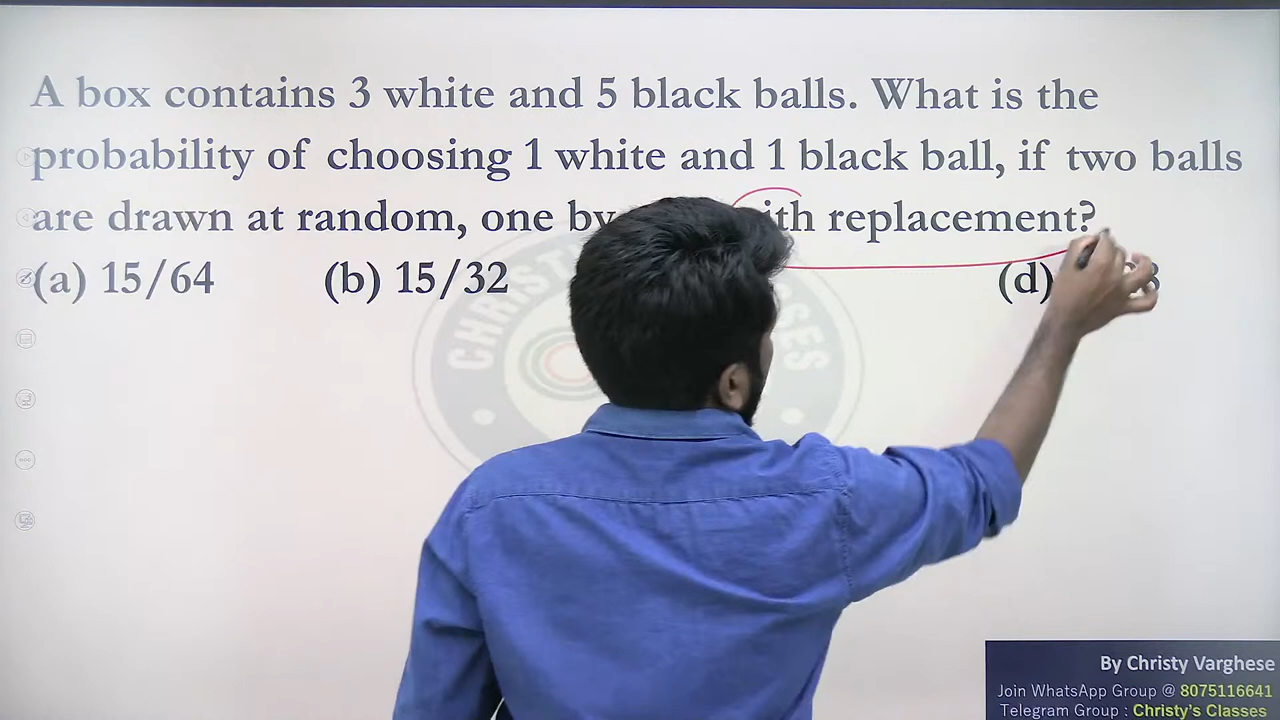 A box contains 3 white and 5 black balls. What is the
probability of choosing 1 white and 1 black ball, if two balls
are drawn at random, one by replacement?
(a) 15/64 (b) 15/32 (d)
By Christy Varghese
Join WhatsApp Group @ 8075116641
Telegram Group : Christy's Classes